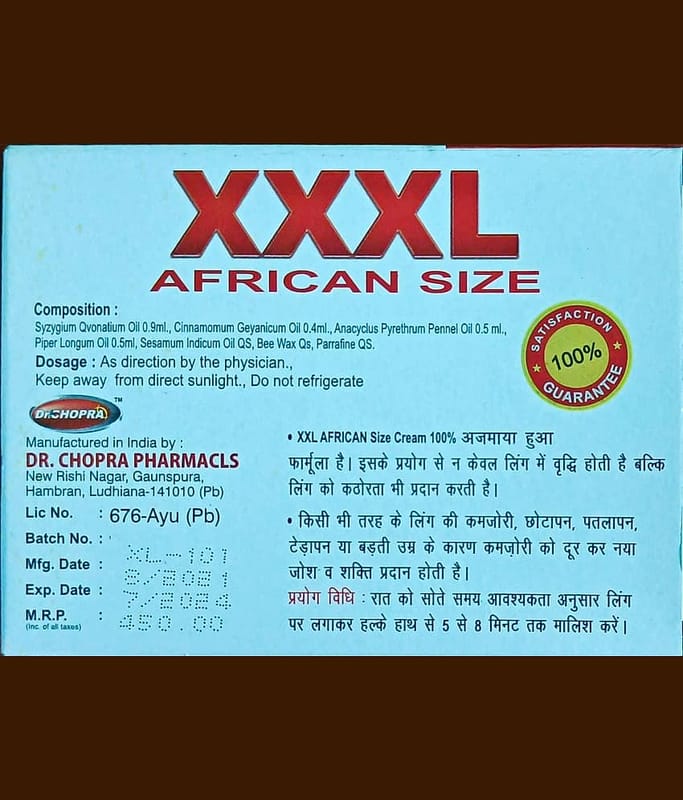 XXXL
AFRICAN SIZE
Composition :
Syzygium Qvonatium Oil 0.9ml., Cinnamomum Geyanicum Oil 0.4ml., Anacyclus Pyrethrum Pennel Oil 0.5 ml.,
Piper Longum Oil 0.5ml, Sesamum Indicum Oil QS, Bee Wax Qs, Parrafine QS.
Dosage : As direction by the physician.,
Keep away from direct sunlight., Do not refrigerate
SATISFACTION
100%
GUARANTEE
DR.CHOPRA TM
Manufactured in India by :
DR. CHOPRA PHARMACLS
New Rishi Nagar, Gaunspura,
Hambran, Ludhiana-141010 (Pb)
Lic No. : 676-Ayu (Pb)
Batch No. : XL-101
Mfg. Date : 8/2021
Exp. Date : 7/2024
M.R.P. : 450.00
(Inc. of all taxes)
• XXL AFRICAN Size Cream 100% अजमाया हुआ
फार्मूला है। इसके प्रयोग से न केवल लिंग में वृद्धि होती है बल्कि
लिंग को कठोरता भी प्रदान करती है।
• किसी भी तरह के लिंग की कमजोरी, छोटापन, पतलापन,
टेड़ापन या बड़ती उम्र के कारण कमज़ोरी को दूर कर नया
जोश व शक्ति प्रदान होती है।
प्रयोग विधि : रात को सोते समय आवश्यकता अनुसार लिंग
पर लगाकर हल्के हाथ से 5 से 8 मिनट तक मालिश करें।